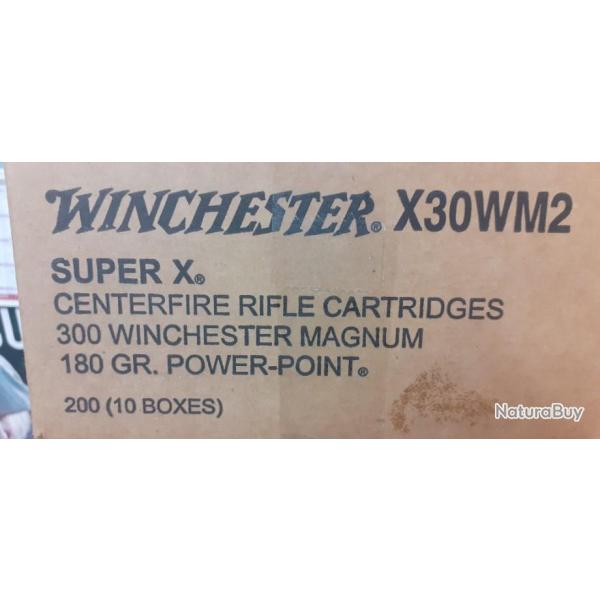 WINCHESTER® X30WM2
SUPER X®
CENTERFIRE RIFLE CARTRIDGES
300 WINCHESTER MAGNUM
180 GR. POWER-POINT®
200 (10 BOXES)
NaturaBuy